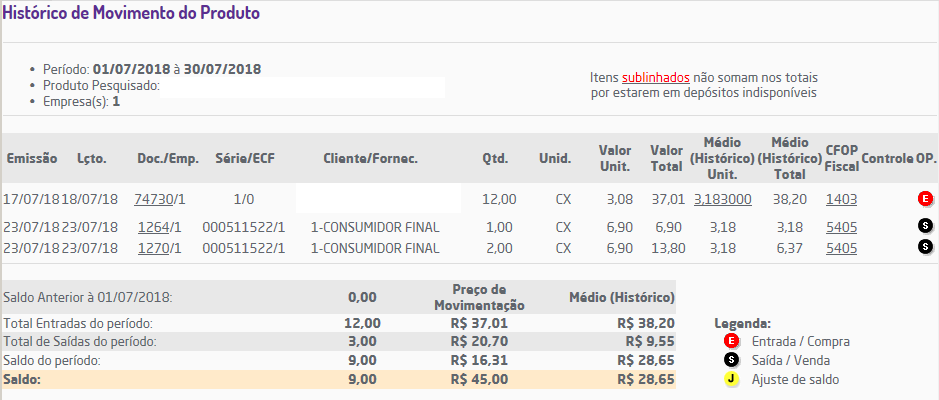 Histórico de Movimento do Produto
Período: 01/07/2018 à 30/07/2018
Produto Pesquisado:
Empresa(s): 1
Itens sublinhados não somam nos totais
por estarem em depósitos indisponíveis
Emissão Lçto. Doc./Emp. Série/ECF Cliente/Fornec. Qtd. Unid. Valor Unit. Valor Total Médio (Histórico) Unit. Médio (Histórico) Total CFOP Fiscal Controle OP.
17/07/18 18/07/18 74730/1 1/0 12,00 CX 3,08 37,01 3,183000 38,20 1403 E
23/07/18 23/07/18 1264/1 000511522/1 1-CONSUMIDOR FINAL 1,00 CX 6,90 6,90 3,18 3,18 5405 S
23/07/18 23/07/18 1270/1 000511522/1 1-CONSUMIDOR FINAL 2,00 CX 6,90 13,80 3,18 6,37 5405 S
Saldo Anterior à 01/07/2018: 0,00 Preço de Movimentação Médio (Histórico)
Total Entradas do período: 12,00 R$ 37,01 R$ 38,20
Total de Saídas do período: 3,00 R$ 20,70 R$ 9,55
Saldo do período: 9,00 R$ 16,31 R$ 28,65
Saldo: 9,00 R$ 45,00 R$ 28,65
Legenda:
E Entrada / Compra
S Saída / Venda
J Ajuste de saldo